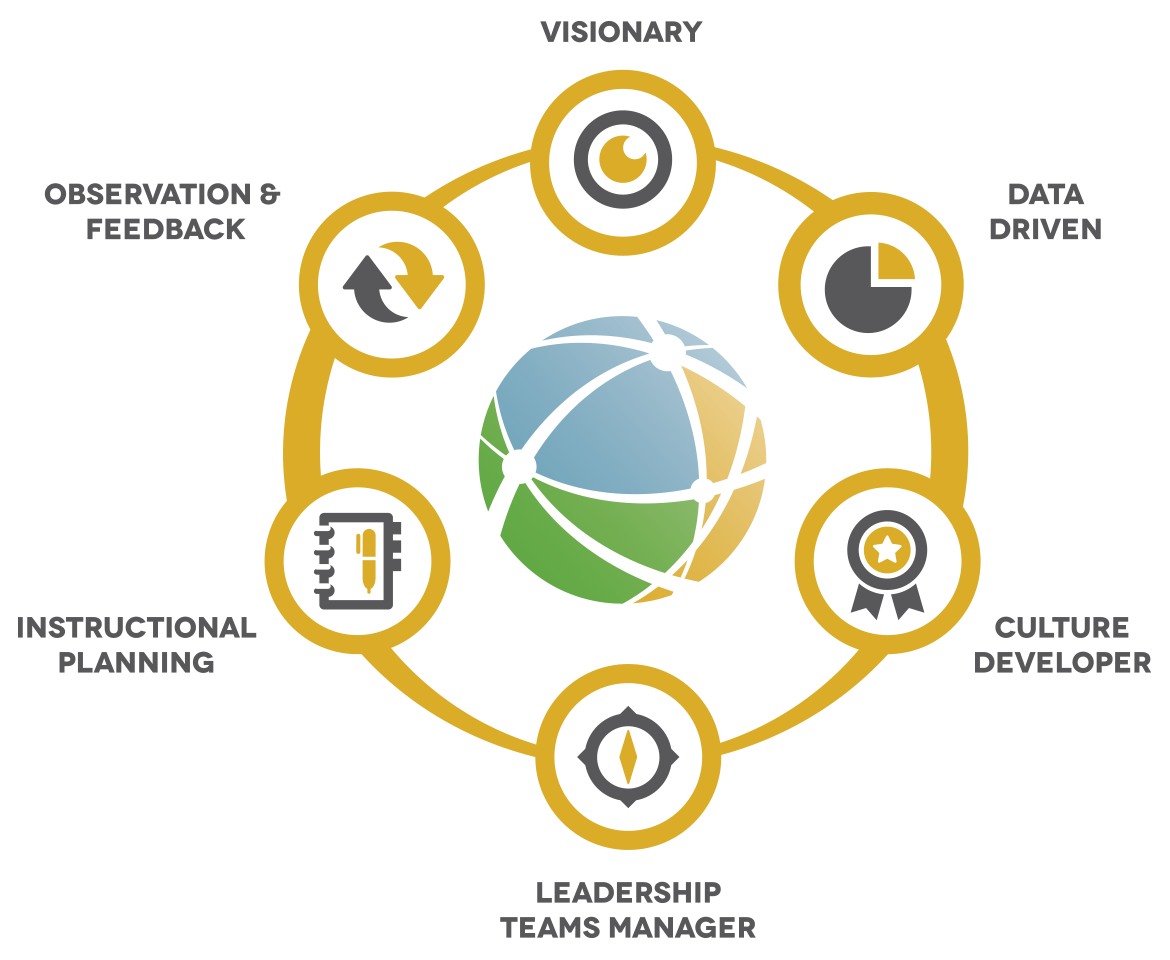 VISIONARY
OBSERVATION &
FEEDBACK
DATA
DRIVEN
INSTRUCTIONAL
PLANNING
CULTURE
DEVELOPER
LEADERSHIP
TEAMS MANAGER